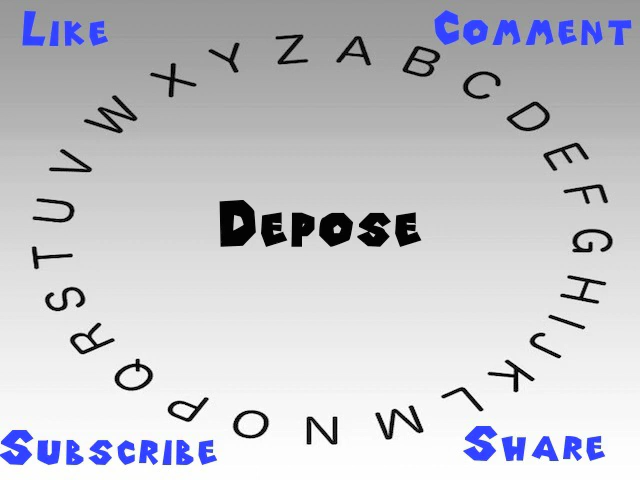 Like
Comment
A B C D E F G H I J K L M N O P Q R S T U V W X Y Z
Depose
Subscribe
Share